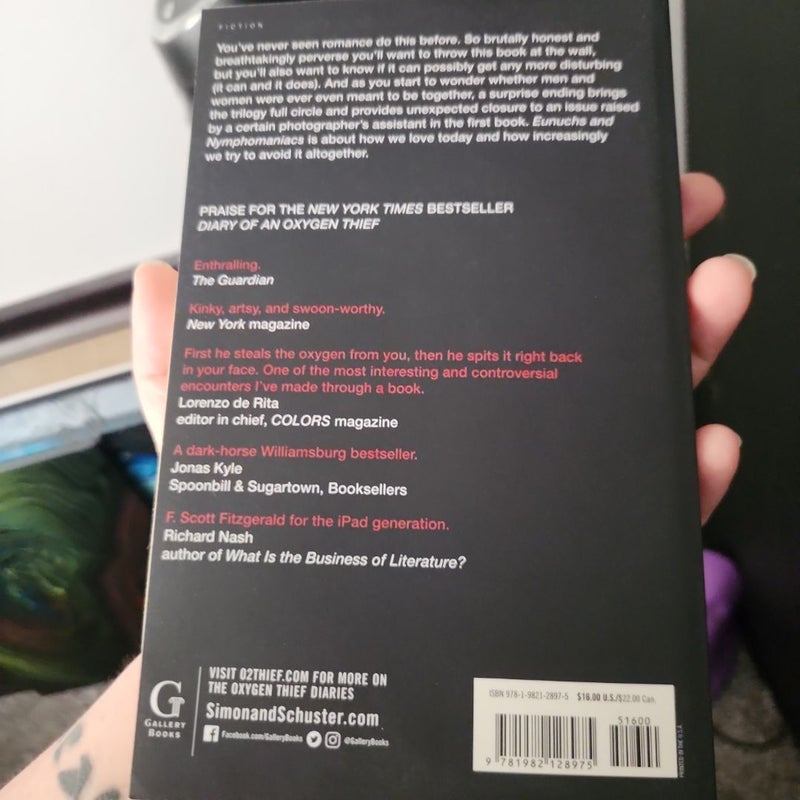 FICTION
You've never seen romance do this before. So brutally honest and
breathtakingly perverse you'll want to throw this book at the wall,
but you'll also want to know if it can possibly get any more disturbing
(it can and it does). And as you start to wonder whether men and
women were ever even meant to be together, a surprise ending brings
the trilogy full circle and provides unexpected closure to an issue raised
by a certain photographer's assistant in the first book. Eunuchs and
Nymphomaniacs is about how we love today and how increasingly
we try to avoid it altogether.
PRAISE FOR THE NEW YORK TIMES BESTSELLER
DIARY OF AN OXYGEN THIEF
Enthralling.
The Guardian
Kinky, artsy, and swoon-worthy.
New York magazine
First he steals the oxygen from you, then he spits it right back
in your face. One of the most interesting and controversial
encounters I've made through a book.
Lorenzo de Rita
editor in chief, COLORS magazine
A dark-horse Williamsburg bestseller.
Jonas Kyle
Spoonbill & Sugartown, Booksellers
F. Scott Fitzgerald for the iPad generation.
Richard Nash
author of What Is the Business of Literature?
G
GALLERY
BOOKS
VISIT O2THIEF.COM FOR MORE ON
THE OXYGEN THIEF DIARIES
SimonandSchuster.com
Facebook.com/GalleryBooks @GalleryBooks
ISBN 978-1-9821-2897-5 $16.00 U.S./$22.00 Can.
51600
9 781982 128975
PRINTED IN THE U.S.A.